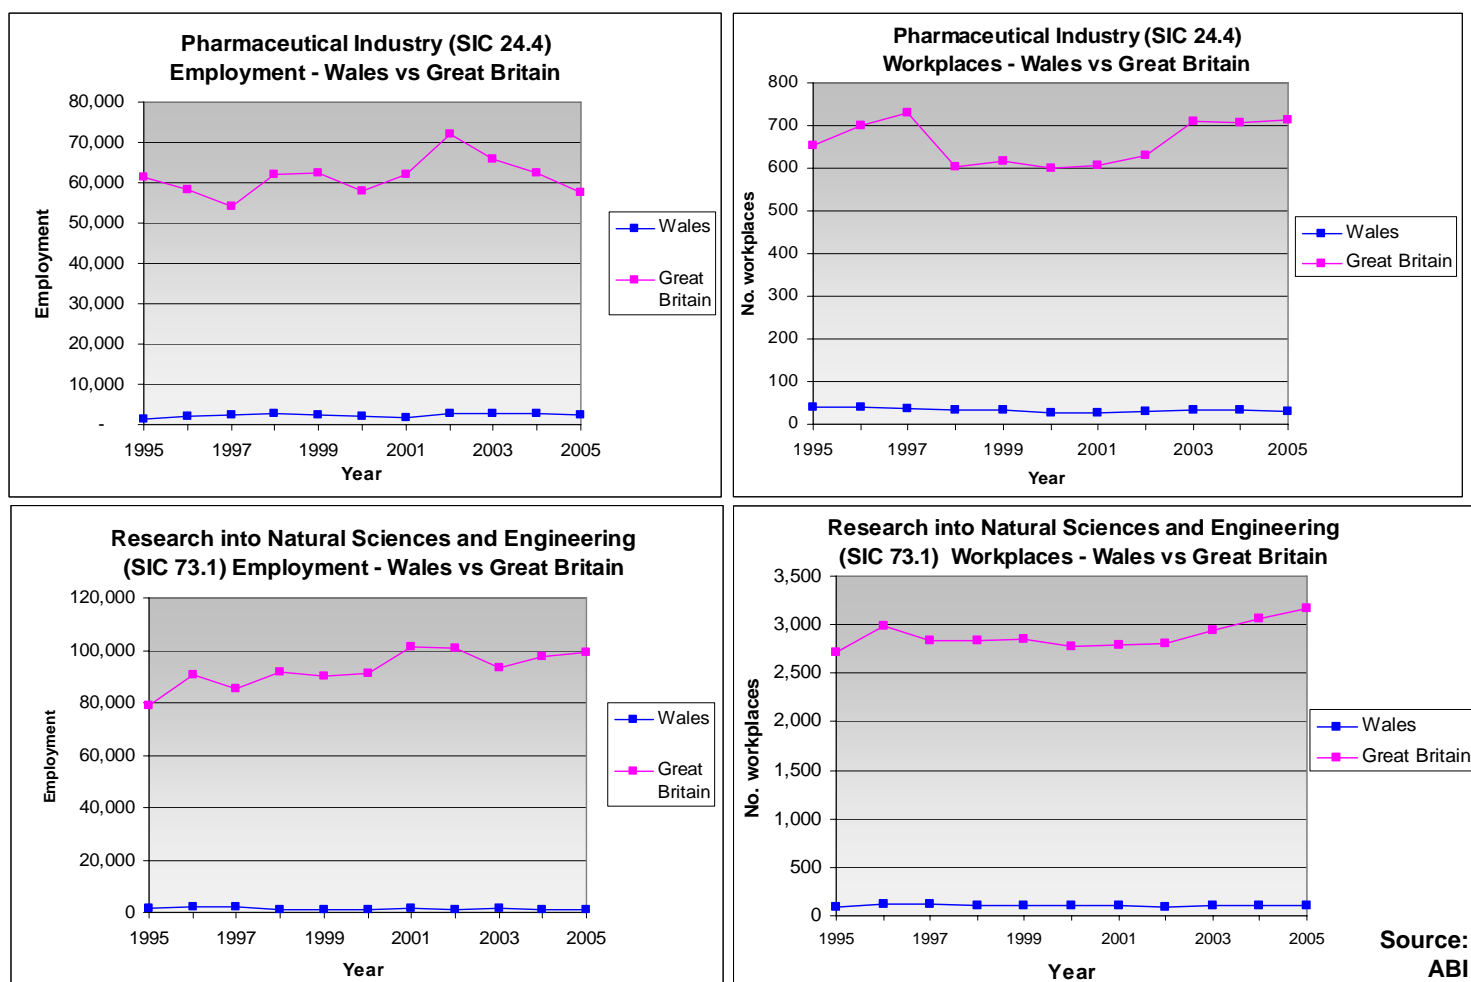 Pharmaceutical Industry (SIC 24.4)
Employment - Wales vs Great Britain
80,000
70,000
60,000
50,000
40,000
30,000
20,000
10,000
-
Employment
1995
1997
1999
2001
2003
2005
Year
Wales
Great
Britain
Pharmaceutical Industry (SIC 24.4)
Workplaces - Wales vs Great Britain
800
700
600
500
400
300
200
100
0
No. workplaces
1995
1997
1999
2001
2003
2005
Year
Wales
Great Britain
Research into Natural Sciences and Engineering
(SIC 73.1) Employment - Wales vs Great Britain
120,000
100,000
80,000
60,000
40,000
20,000
0
Employment
1995
1997
1999
2001
2003
2005
Year
Wales
Great
Britain
Research into Natural Sciences and Engineering
(SIC 73.1) Workplaces - Wales vs Great Britain
3,500
3,000
2,500
2,000
1,500
1,000
500
0
No. workplaces
1995
1997
1999
2001
2003
2005
Year
Wales
Great Britain
Source:
ABI